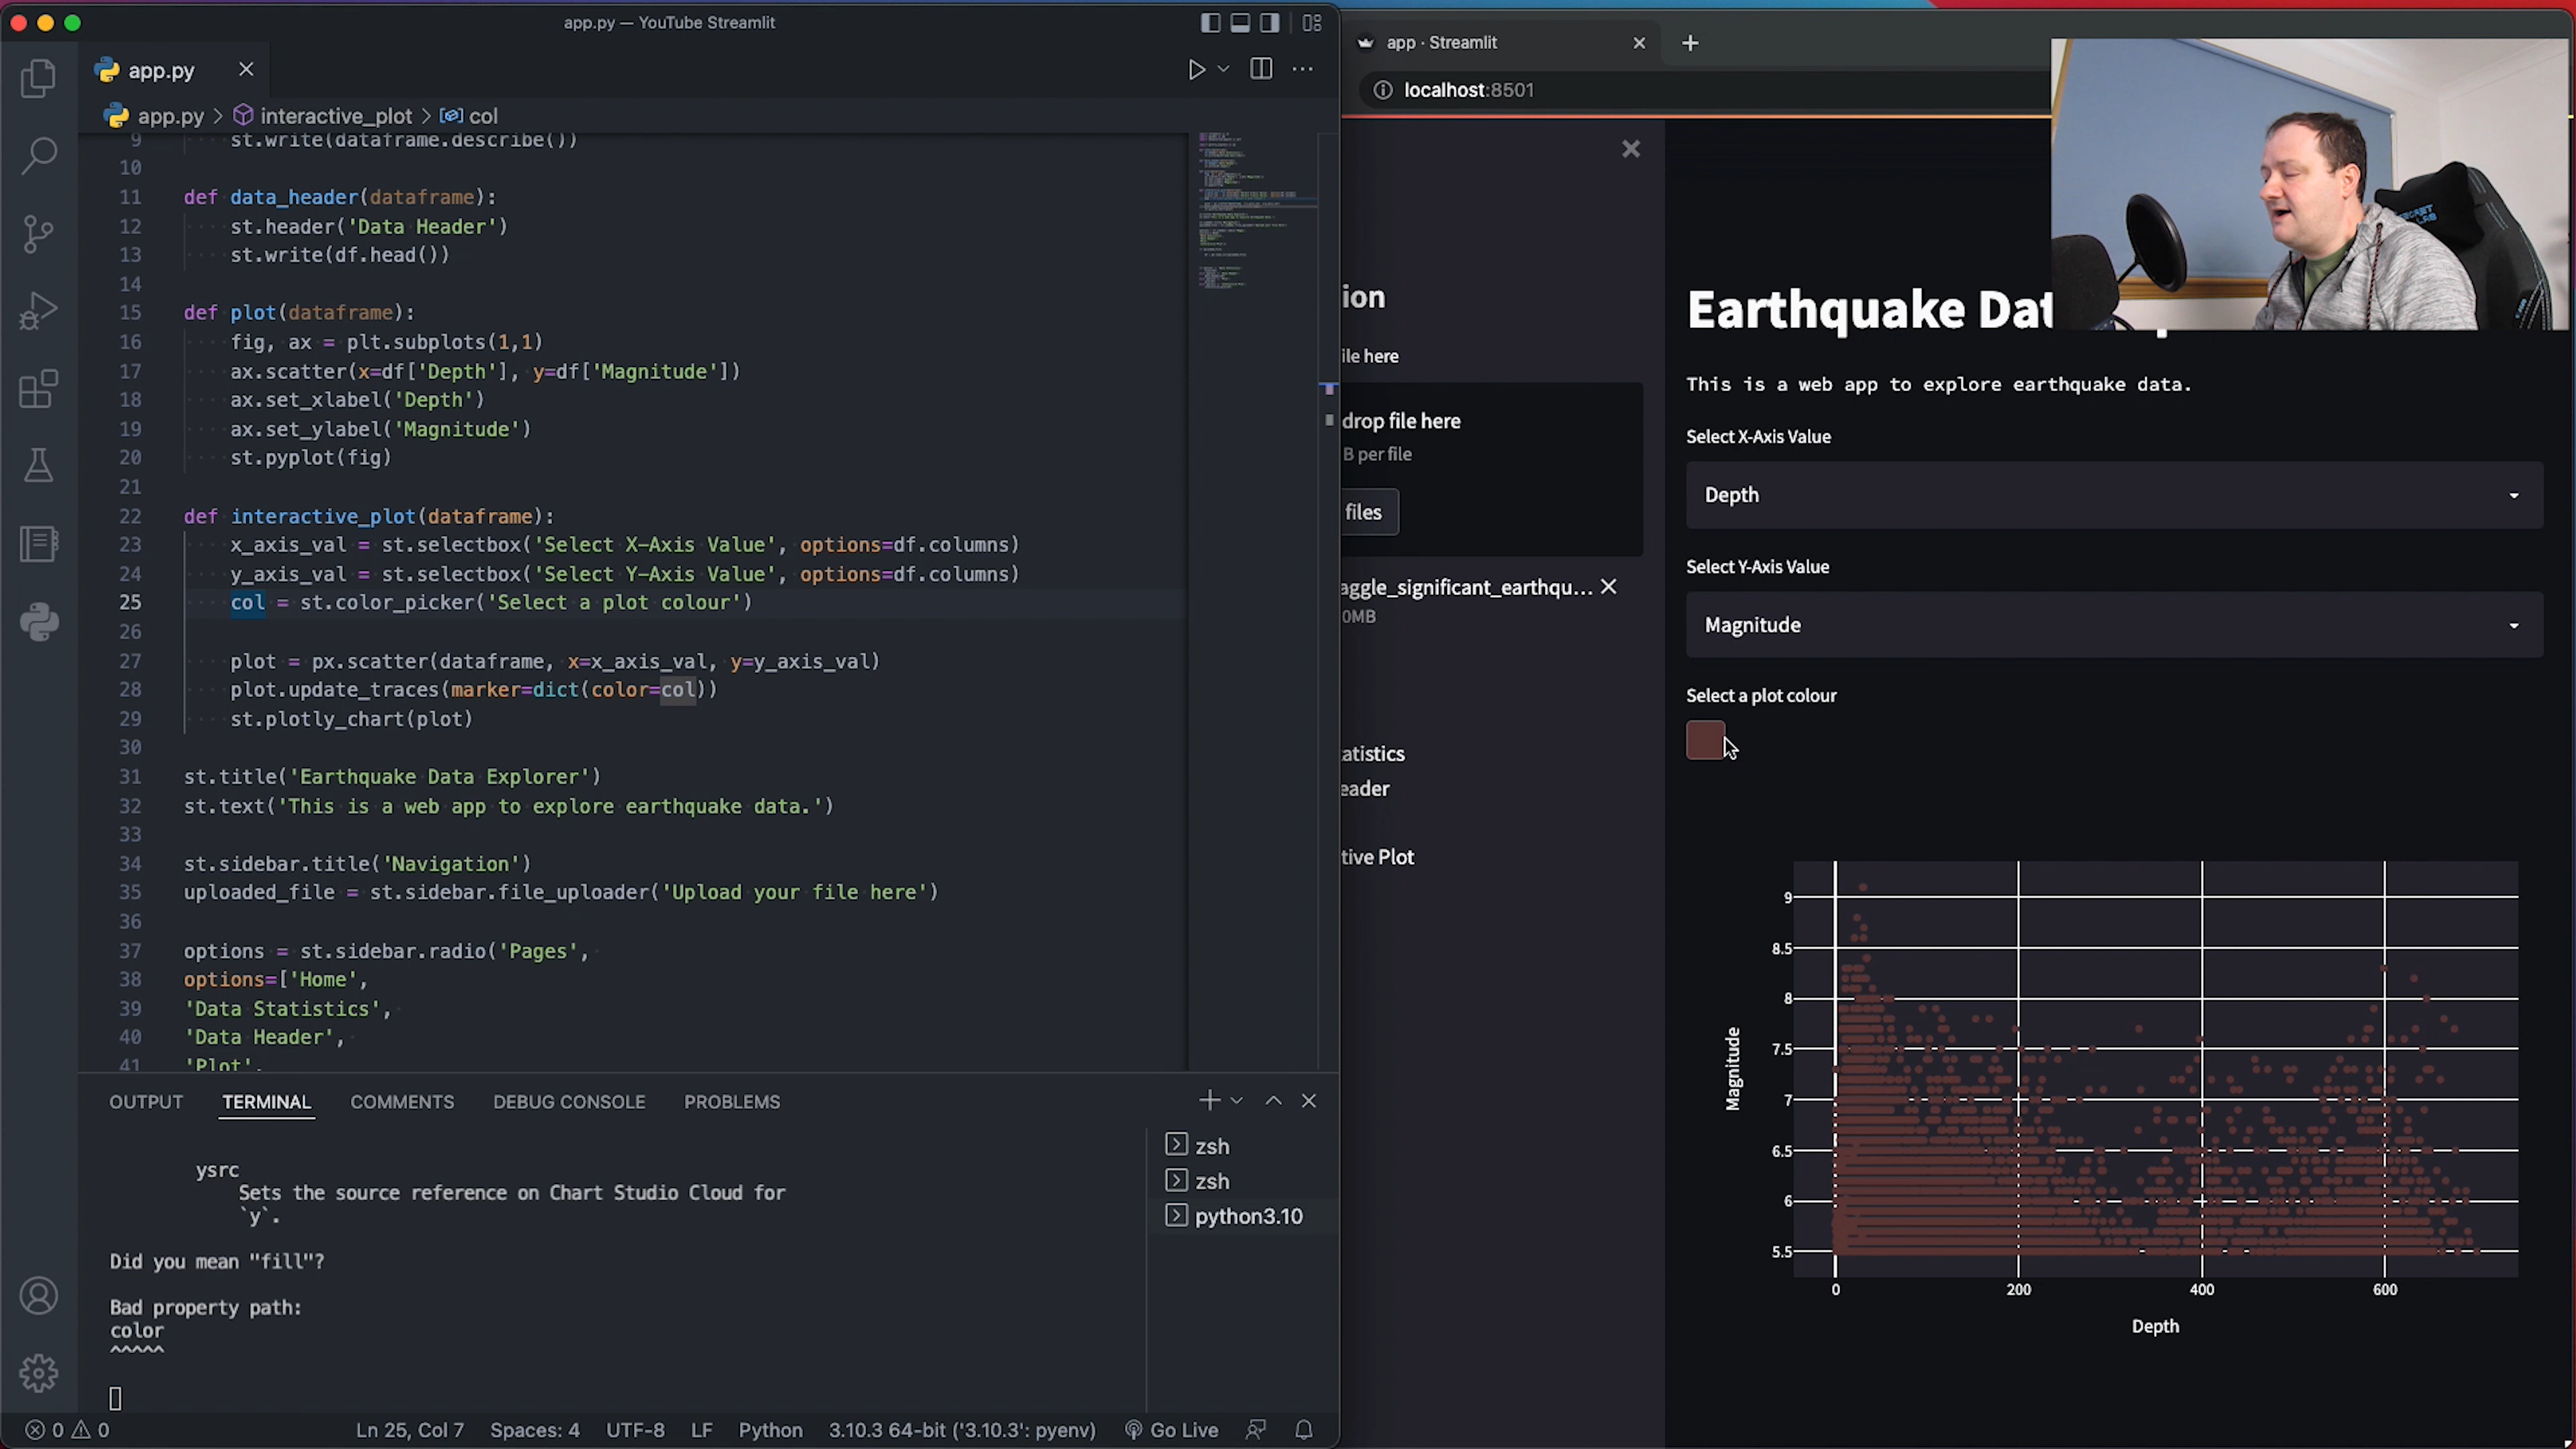 app.py — YouTube Streamlit
app.py
app.py > interactive_plot > col
9 st.write(dataframe.describe())
10
11 def data_header(dataframe):
12 st.header('Data Header')
13 st.write(df.head())
14
15 def plot(dataframe):
16 fig, ax = plt.subplots(1,1)
17 ax.scatter(x=df['Depth'], y=df['Magnitude'])
18 ax.set_xlabel('Depth')
19 ax.set_ylabel('Magnitude')
20 st.pyplot(fig)
21
22 def interactive_plot(dataframe):
23 x_axis_val = st.selectbox('Select X-Axis Value', options=df.columns)
24 y_axis_val = st.selectbox('Select Y-Axis Value', options=df.columns)
25 col = st.color_picker('Select a plot colour')
26
27 plot = px.scatter(dataframe, x=x_axis_val, y=y_axis_val)
28 plot.update_traces(marker=dict(color=col))
29 st.plotly_chart(plot)
30
31 st.title('Earthquake Data Explorer')
32 st.text('This is a web app to explore earthquake data.')
33
34 st.sidebar.title('Navigation')
35 uploaded_file = st.sidebar.file_uploader('Upload your file here')
36
37 options = st.sidebar.radio('Pages',
38 options=['Home',
39 'Data Statistics',
40 'Data Header',
41 'Plot',
OUTPUT TERMINAL COMMENTS DEBUG CONSOLE PROBLEMS
ysrc
Sets the source reference on Chart Studio Cloud for
`y`.
Did you mean "fill"?
Bad property path:
color
^^^^^
zsh
zsh
python3.10
0 0 Ln 25, Col 7 Spaces: 4 UTF-8 LF Python 3.10.3 64-bit ('3.10.3': pyenv) Go Live
app · Streamlit
localhost:8501
ion
ile here
drop file here
B per file
files
aggle_significant_earthqu...
0MB
atistics
eader
tive Plot
Earthquake Dat
This is a web app to explore earthquake data.
Select X-Axis Value
Depth
Select Y-Axis Value
Magnitude
Select a plot colour
9
8.5
8
7.5
7
6.5
6
5.5
Magnitude
0 200 400 600
Depth